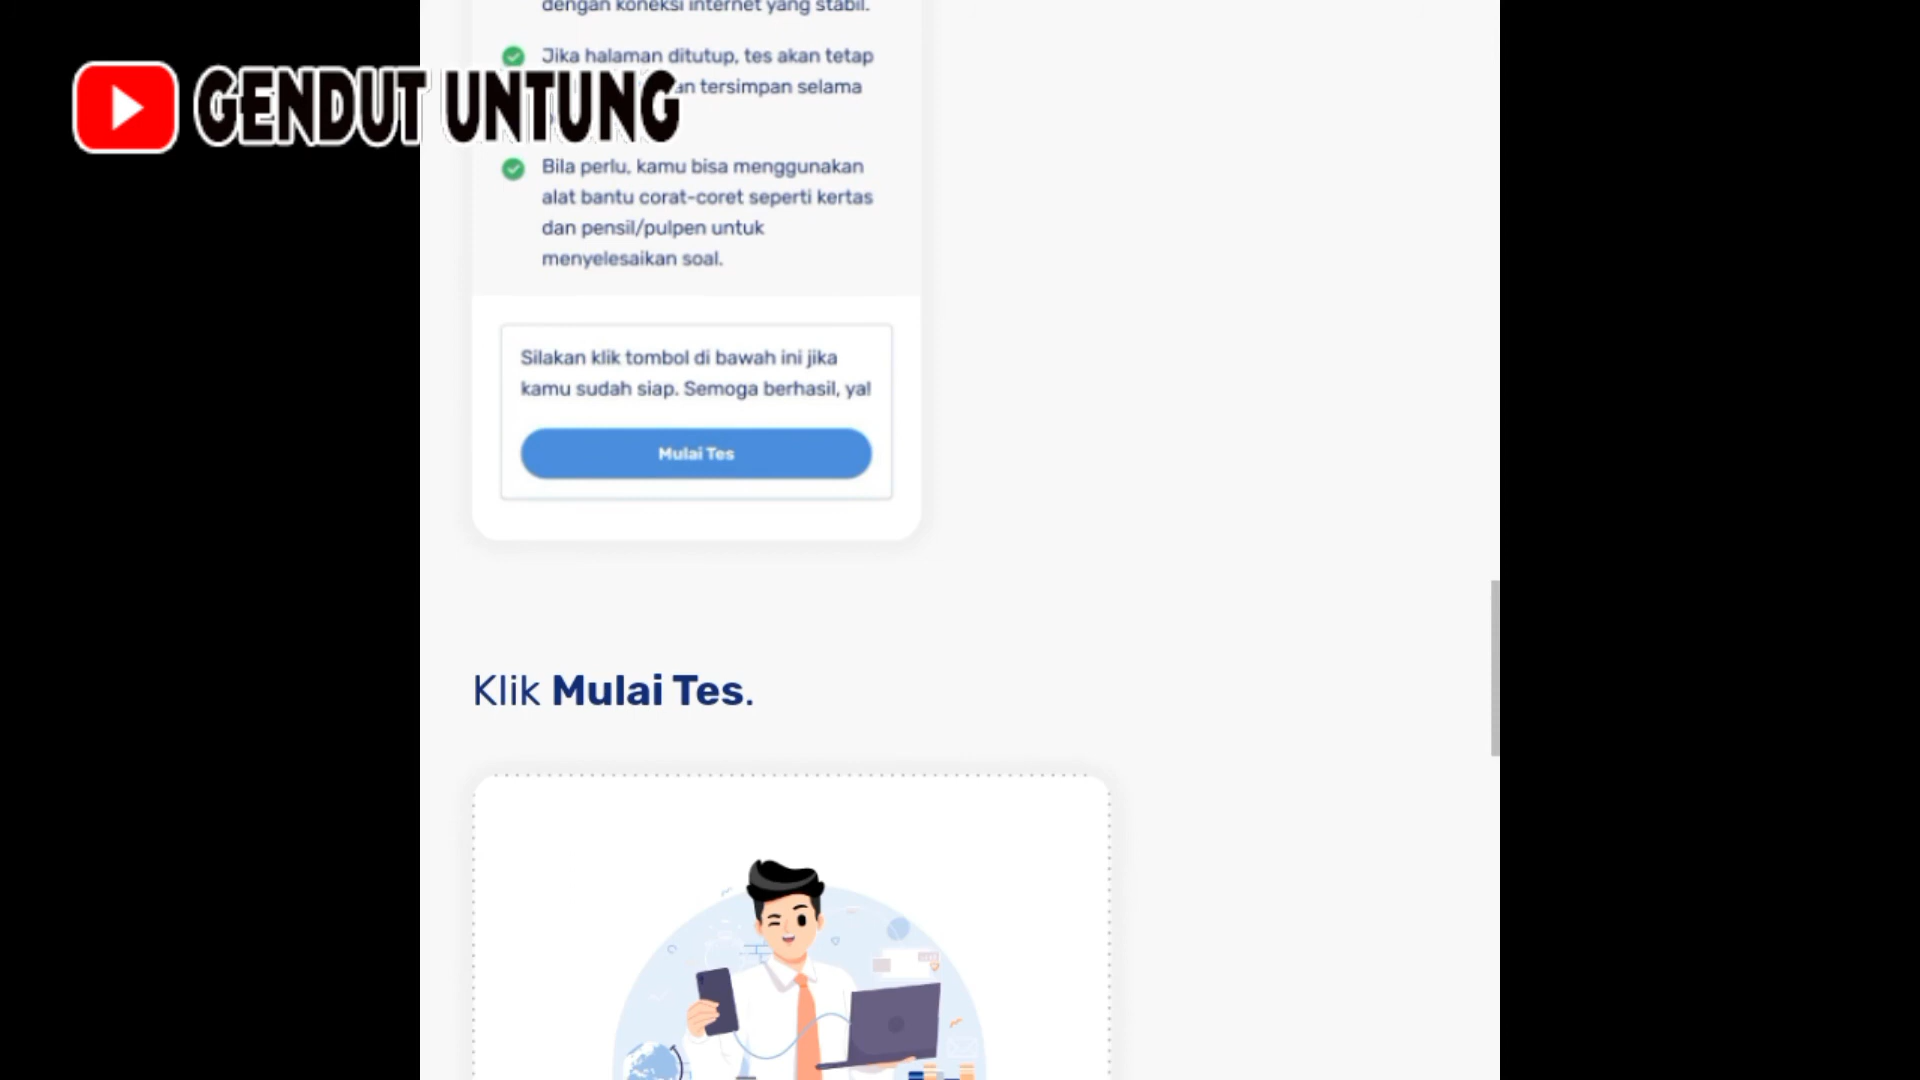 dengan koneksi internet yang stabil.
Jika halaman ditutup, tes akan tetap
GENDUT UNTUNG
an tersimpan selama
Bila perlu, kamu bisa menggunakan
alat bantu corat-coret seperti kertas
dan pensil/pulpen untuk
menyelesaikan soal.
Silakan klik tombol di bawah ini jika
kamu sudah siap. Semoga berhasil, ya!
Mulai Tes
Klik Mulai Tes.